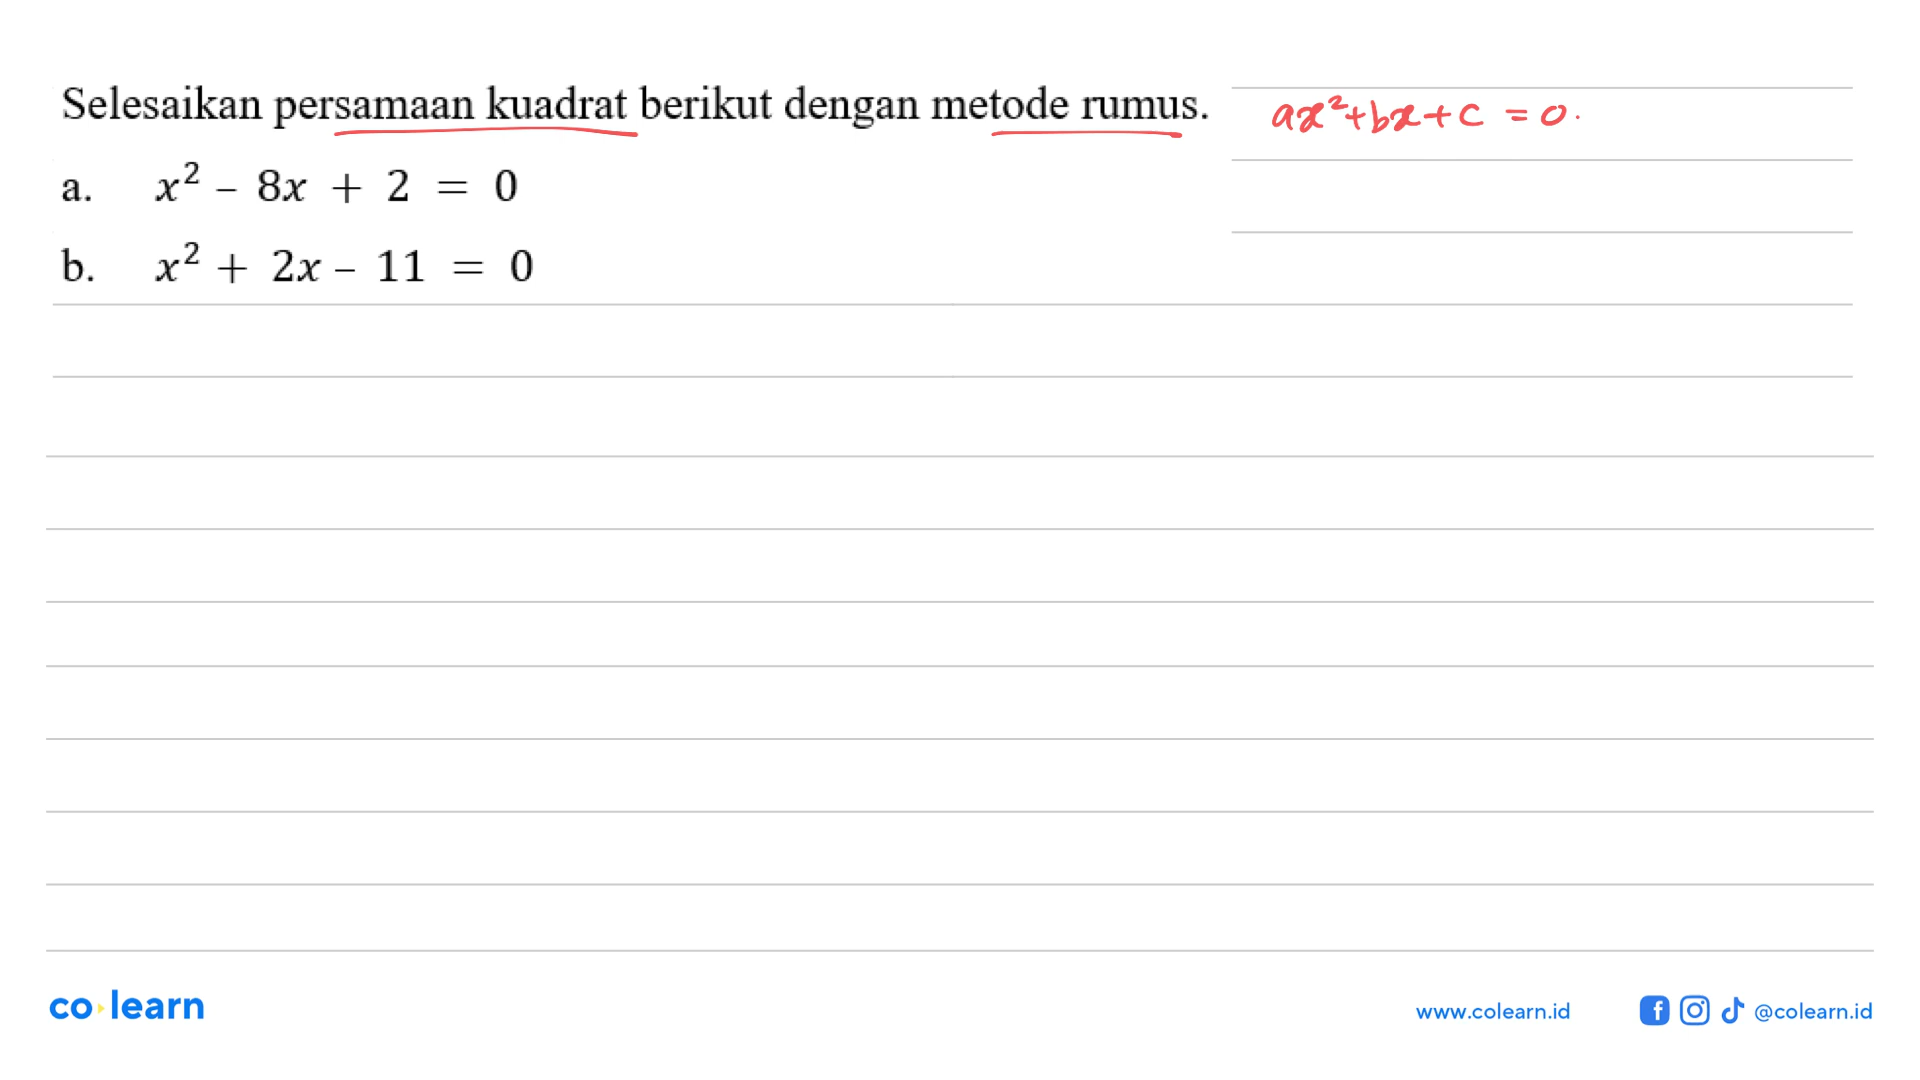 Selesaikan persamaan kuadrat berikut dengan metode rumus.
ax²+bx+c = 0.
a. x² – 8x + 2 = 0
b. x² + 2x – 11 = 0
co learn
www.colearn.id
@colearn.id